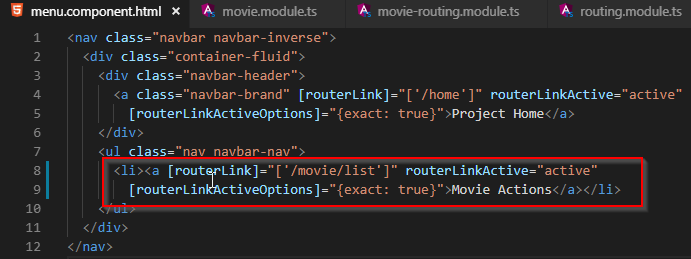 menu.component.html movie.module.ts movie-routing.module.ts routing.module.ts
1 <nav class="navbar navbar-inverse">
2 <div class="container-fluid">
3 <div class="navbar-header">
4 <a class="navbar-brand" [routerLink]="['/home']" routerLinkActive="active"
5 [routerLinkActiveOptions]="{exact: true}">Project Home</a>
6 </div>
7 <ul class="nav navbar-nav">
8 <li><a [routerLink]="['/movie/list']" routerLinkActive="active"
9 [routerLinkActiveOptions]="{exact: true}">Movie Actions</a></li>
10 </ul>
11 </div>
12 </nav>